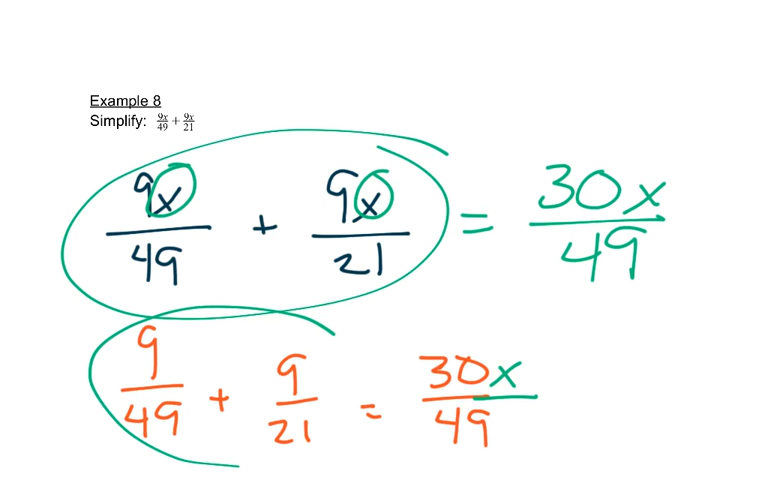 Example 8
Simplify: 9x/49 + 9x/21
9x/49 + 9x/21 = 30x/49
9/49 + 9/21 = 30x/49